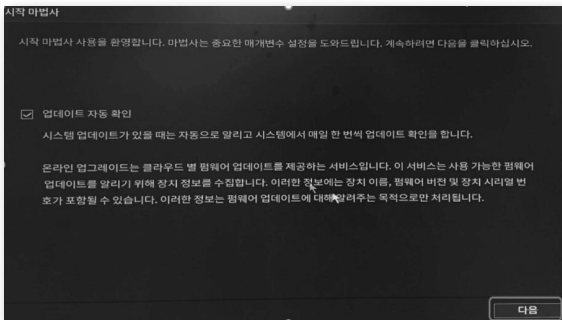 시작 마법사
시작 마법사 사용을 환영합니다. 마법사는 중요한 매개변수 설정을 도와드립니다. 계속하려면 다음을 클릭하십시오.
업데이트 자동 확인
시스템 업데이트가 있을 때는 자동으로 알리고 시스템에서 매일 한 번씩 업데이트 확인을 합니다.
온라인 업그레이드는 클라우드 별 펌웨어 업데이트를 제공하는 서비스입니다. 이 서비스는 사용 가능한 펌웨어
업데이트를 알리기 위해 장치 정보를 수집합니다. 이러한 정보에는 장치 이름, 펌웨어 버전 및 장치 시리얼 번
호가 포함될 수 있습니다. 이러한 정보는 펌웨어 업데이트에 대해 알려주는 목적으로만 처리됩니다.
다음